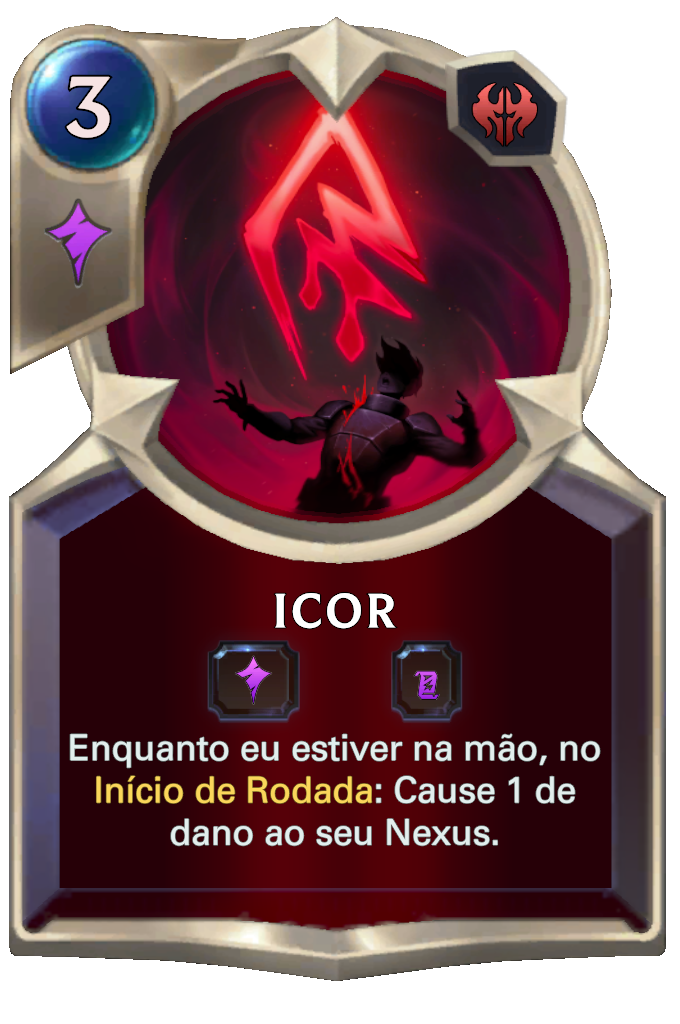 3
ICOR
Enquanto eu estiver na mão, no
Início de Rodada: Cause 1 de
dano ao seu Nexus.